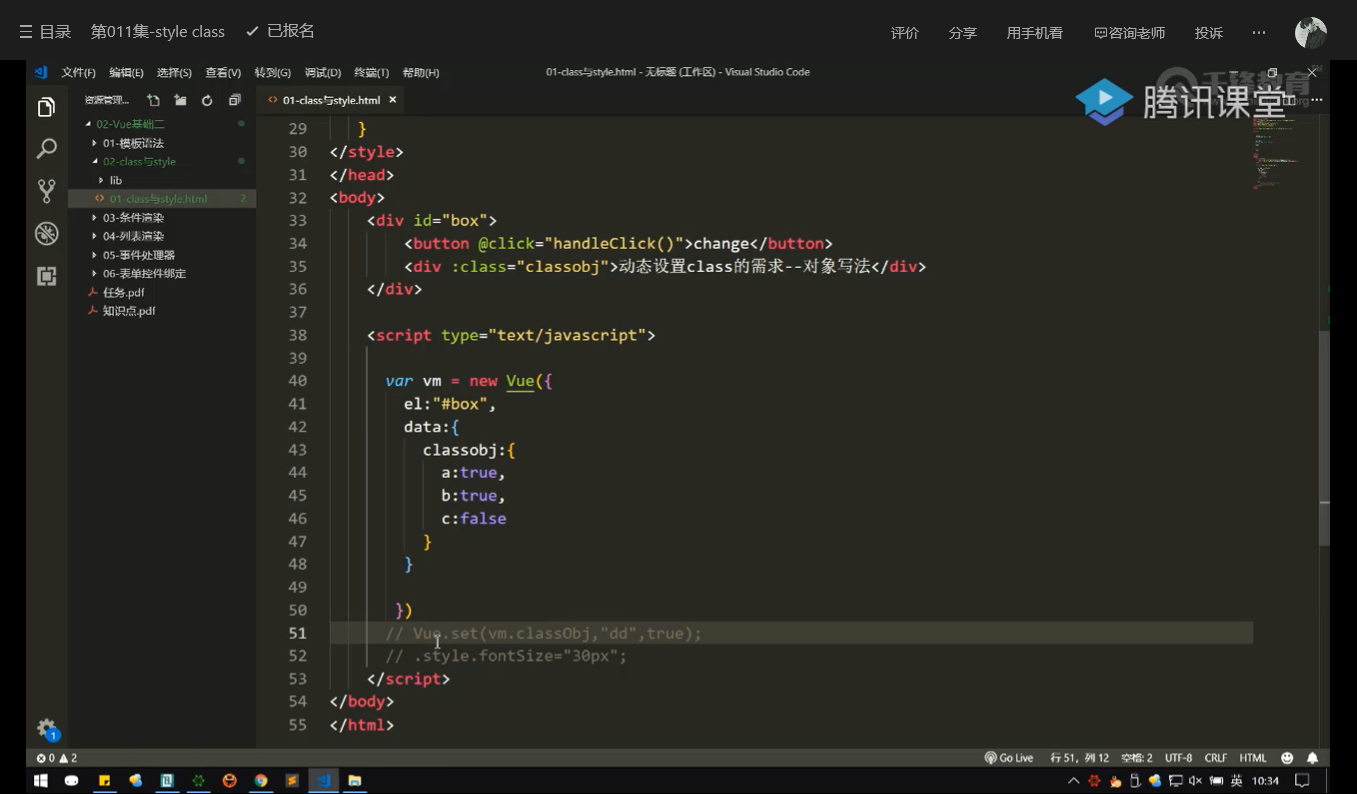 目录 第011集-style class 已报名 评价 分享 用手机看 咨询老师 投诉 ···
文件(F) 编辑(E) 选择(S) 查看(V) 转到(G) 调试(D) 终端(T) 帮助(H) 01-class与style.html - 无标题 (工作区) - Visual Studio Code
腾讯课堂
资源管理... 01-class与style.html ×
02-Vue基础二
01-模板语法
02-class与style
lib
01-class与style.html 2
03-条件渲染
04-列表渲染
05-事件处理器
06-表单控件绑定
任务.pdf
知识点.pdf
29 }
30 </style>
31 </head>
32 <body>
33 <div id="box">
34 <button @click="handleClick()">change</button>
35 <div :class="classobj">动态设置class的需求--对象写法</div>
36 </div>
37
38 <script type="text/javascript">
39
40 var vm = new Vue({
41 el:"#box",
42 data:{
43 classobj:{
44 a:true,
45 b:true,
46 c:false
47 }
48 }
49
50 })
51 // Vue.set(vm.classObj,"dd",true);
52 // .style.fontSize="30px";
53 </script>
54 </body>
55 </html>
1
0 2 Go Live 行 51, 列 12 空格: 2 UTF-8 CRLF HTML
英 10:34